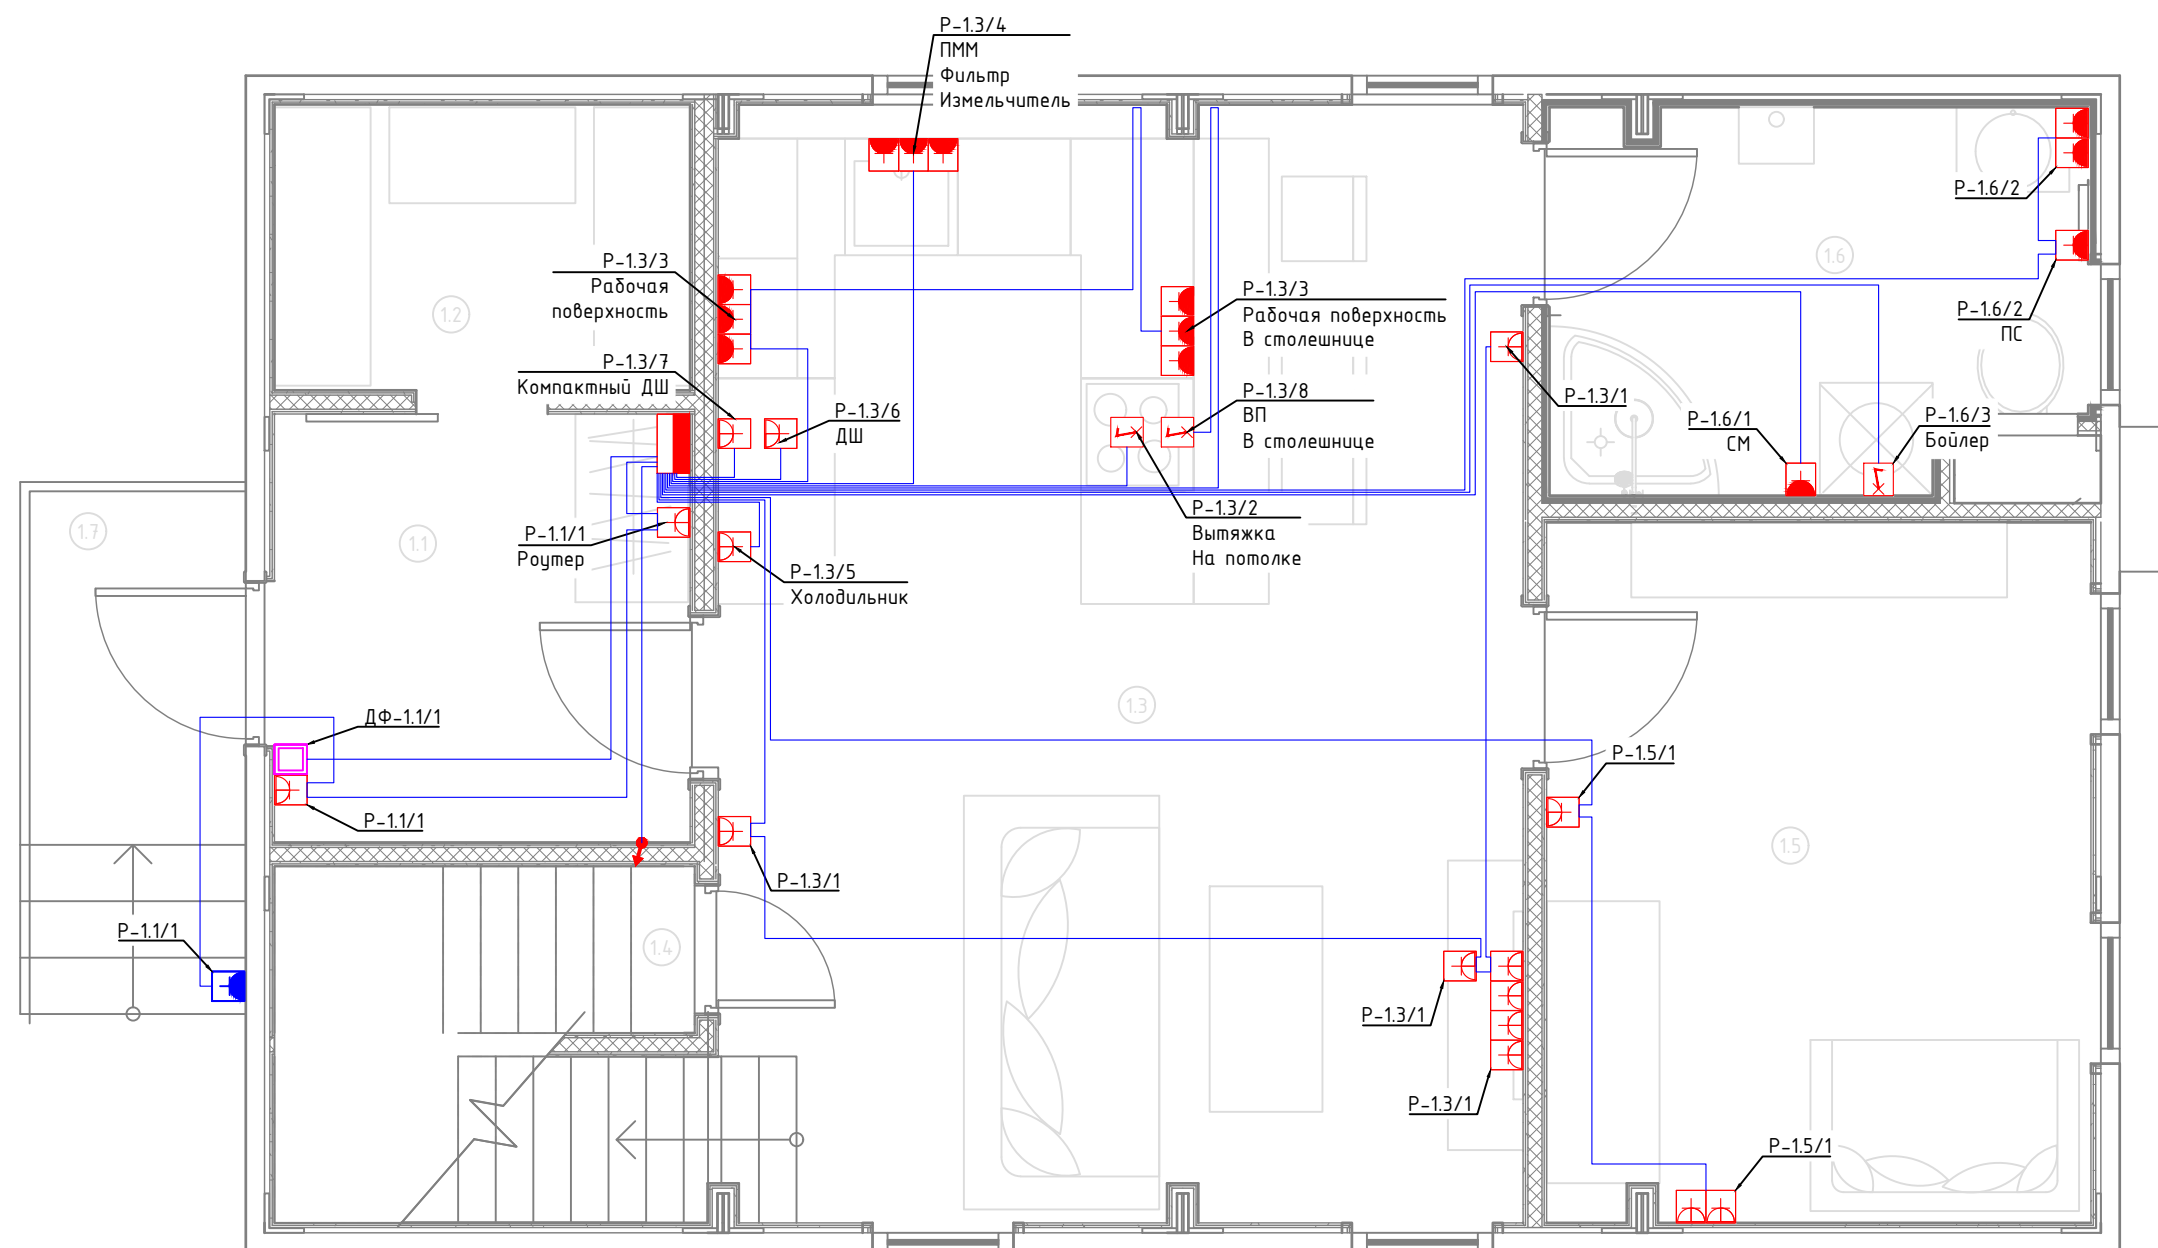 Р-1.3/4
ПММ
Фильтр
Измельчитель
Р-1.6/2
1.6
Р-1.3/3
Рабочая
поверхность
Р-1.3/3
Рабочая поверхность
В столешнице
1.2
Р-1.6/2
ПС
Р-1.3/7
Компактный ДШ
Р-1.3/6
ДШ
Р-1.3/8
ВП
В столешнице
Р-1.3/1
Р-1.6/1
СМ
Р-1.6/3
Бойлер
1.7
1.1
Р-1.1/1
Роутер
Р-1.3/2
Вытяжка
На потолке
Р-1.3/5
Холодильник
1.3
ДФ-1.1/1
Р-1.5/1
Р-1.1/1
1.5
Р-1.3/1
Р-1.1/1
1.4
Р-1.3/1
Р-1.3/1
Р-1.5/1